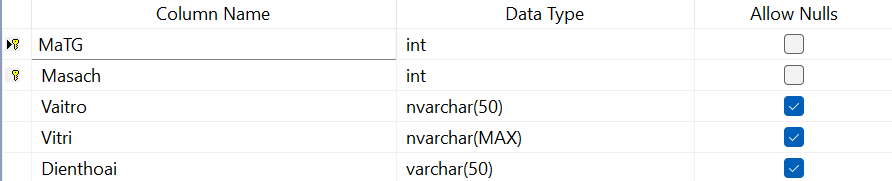 Column Name Data Type Allow Nulls
MaTG int
Masach int
Vaitro nvarchar(50)
Vitri nvarchar(MAX)
Dienthoai varchar(50)